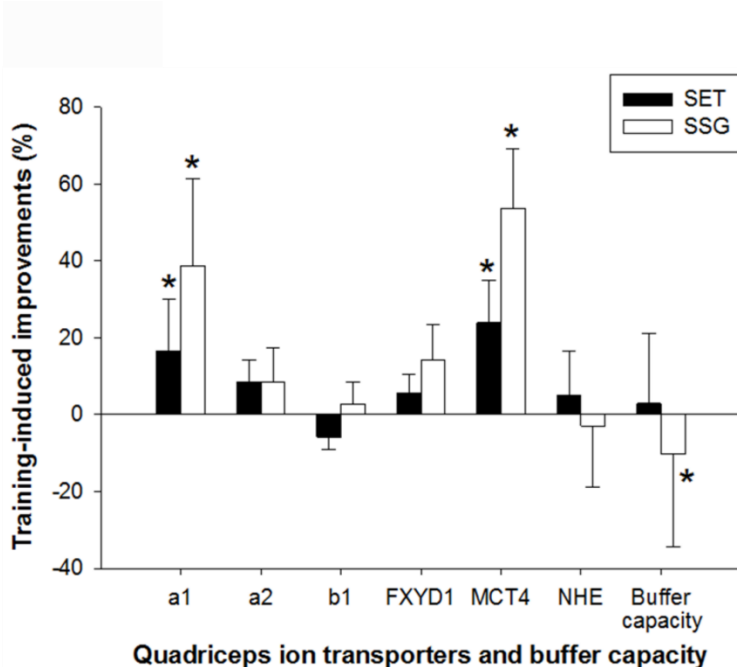 SET
SSG
Training-induced improvements (%)
80
60
40
20
0
-20
-40
* * * * *
a1 a2 b1 FXYD1 MCT4 NHE Buffer
capacity
Quadriceps ion transporters and buffer capacity